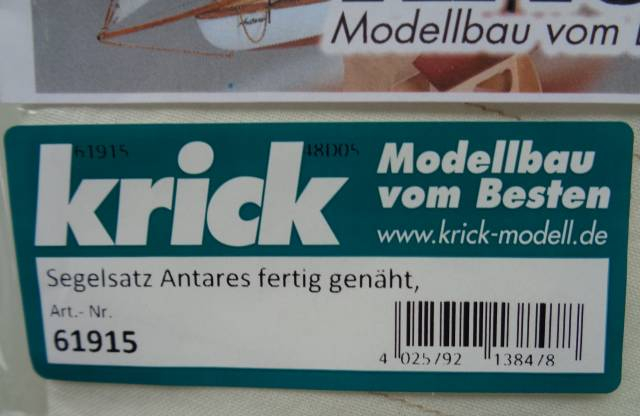 Modellbau vom
61915 48D05
krick Modellbau
vom Besten
www.krick-modell.de
Segelsatz Antares fertig genäht,
Art.- Nr.
61915
4 025792 138478